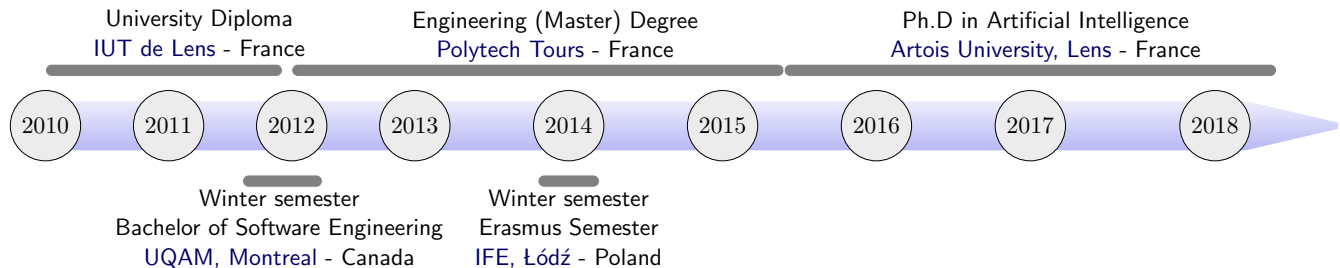 University Diploma
IUT de Lens - France
Engineering (Master) Degree
Polytech Tours - France
Ph.D in Artificial Intelligence
Artois University, Lens - France
2010 2011 2012 2013 2014 2015 2016 2017 2018
Winter semester
Bachelor of Software Engineering
UQAM, Montreal - Canada
Winter semester
Erasmus Semester
IFE, Łódź - Poland